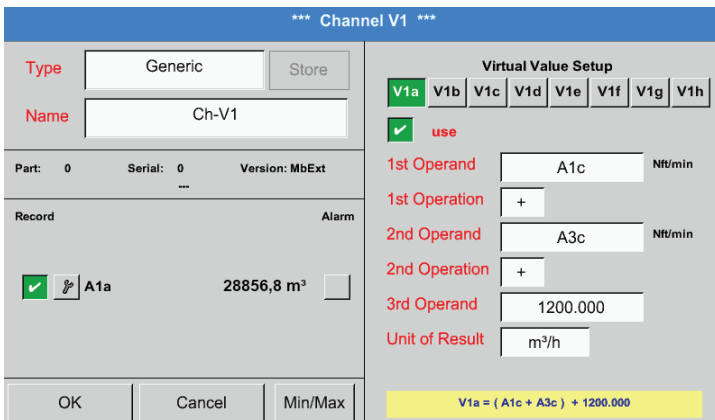 *** Channel V1 ***
Type Generic Store
Name Ch-V1
Part: 0 Serial: 0 Version: MbExt
---
Record Alarm
A1a 28856,8 m³
OK Cancel Min/Max
Virtual Value Setup
V1a V1b V1c V1d V1e V1f V1g V1h
use
1st Operand A1c Nft/min
1st Operation +
2nd Operand A3c Nft/min
2nd Operation +
3rd Operand 1200.000
Unit of Result m³/h
V1a = ( A1c + A3c ) + 1200.000